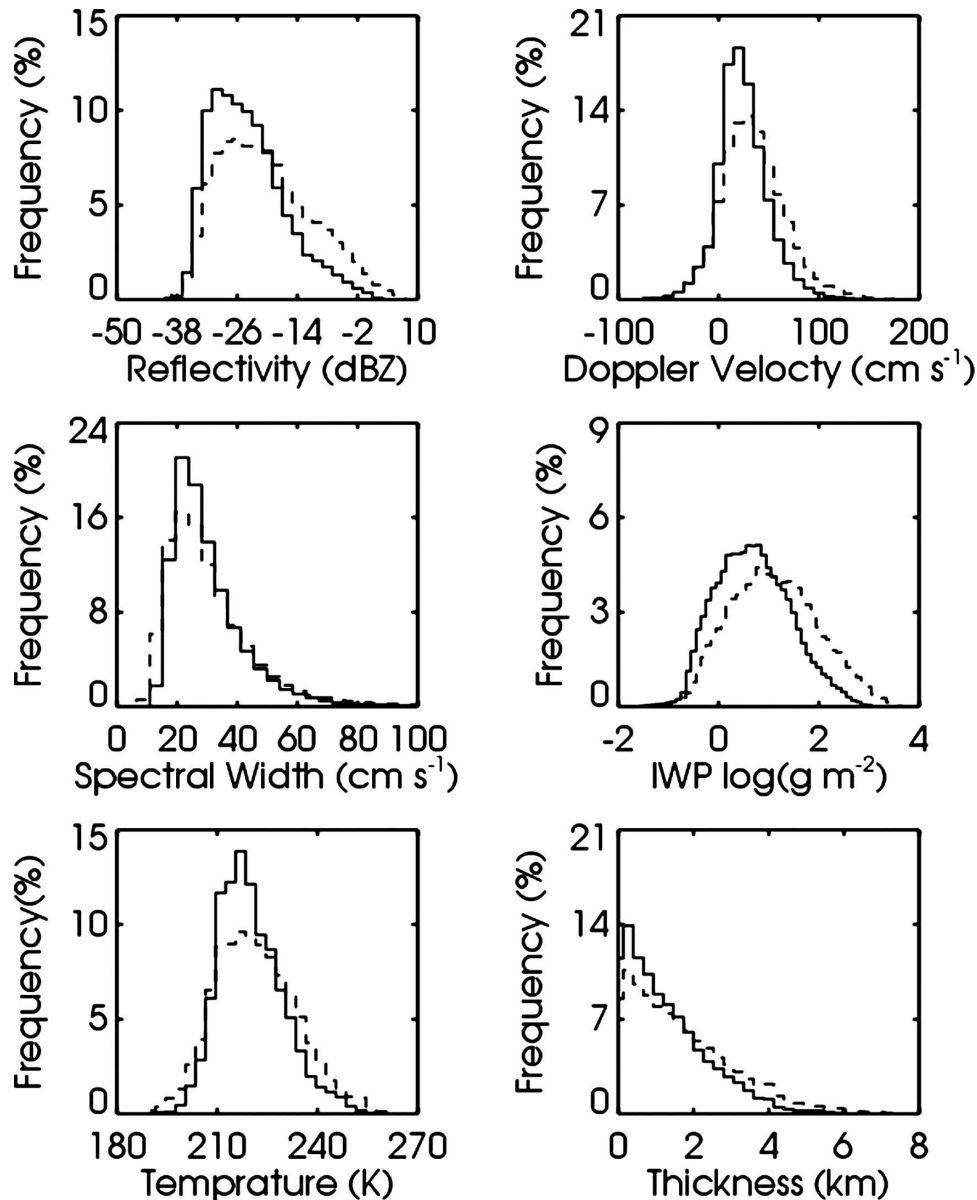 15
10
5
0
Frequency (%)
-50 -38 -26 -14 -2 10
Reflectivity (dBZ)
21
14
7
0
Frequency (%)
-100 0 100 200
Doppler Velocty (cm s-1)
24
16
8
0
Frequency (%)
0 20 40 60 80 100
Spectral Width (cm s-1)
9
6
3
0
Frequency (%)
-2 0 2 4
IWP log(g m-2)
15
10
5
0
Frequency(%)
180 210 240 270
Temprature (K)
21
14
7
0
Frequency (%)
0 2 4 6 8
Thickness (km)